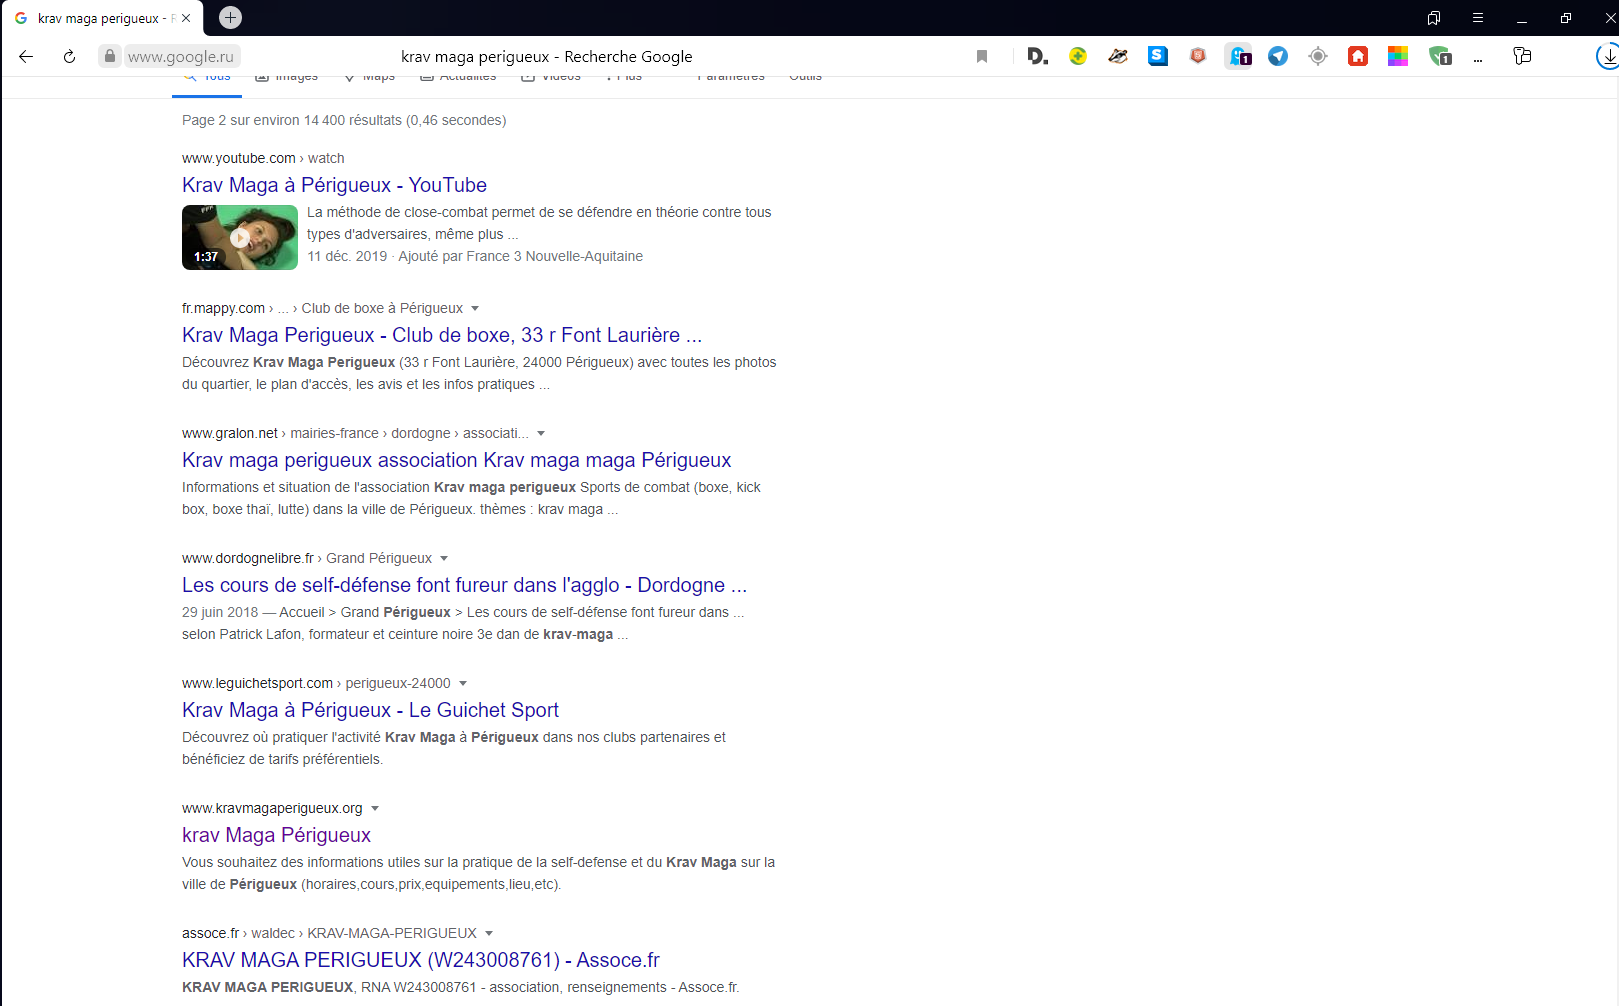 krav maga perigueux - R
www.google.ru
krav maga perigueux - Recherche Google
D.
S
1
1
...
Tous
Images
Maps
Actualités
Vidéos
Plus
Paramètres
Outils
Page 2 sur environ 14 400 résultats (0,46 secondes)
www.youtube.com › watch
Krav Maga à Périgueux - YouTube
1:37
La méthode de close-combat permet de se défendre en théorie contre tous
types d'adversaires, même plus ...
11 déc. 2019 · Ajouté par France 3 Nouvelle-Aquitaine
fr.mappy.com › ... › Club de boxe à Périgueux
Krav Maga Perigueux - Club de boxe, 33 r Font Laurière ...
Découvrez Krav Maga Perigueux (33 r Font Laurière, 24000 Périgueux) avec toutes les photos
du quartier, le plan d'accès, les avis et les infos pratiques ...
www.gralon.net › mairies-france › dordogne › associati...
Krav maga perigueux association Krav maga maga Périgueux
Informations et situation de l'association Krav maga perigueux Sports de combat (boxe, kick
box, boxe thaï, lutte) dans la ville de Périgueux. thèmes : krav maga ...
www.dordognelibre.fr › Grand Périgueux
Les cours de self-défense font fureur dans l'agglo - Dordogne ...
29 juin 2018 — Accueil > Grand Périgueux > Les cours de self-défense font fureur dans ...
selon Patrick Lafon, formateur et ceinture noire 3e dan de krav-maga ...
www.leguichetsport.com › perigueux-24000
Krav Maga à Périgueux - Le Guichet Sport
Découvrez où pratiquer l'activité Krav Maga à Périgueux dans nos clubs partenaires et
bénéficiez de tarifs préférentiels.
www.kravmagaperigueux.org
krav Maga Périgueux
Vous souhaitez des informations utiles sur la pratique de la self-defense et du Krav Maga sur la
ville de Périgueux (horaires,cours,prix,equipements,lieu,etc).
assoce.fr › waldec › KRAV-MAGA-PERIGUEUX
KRAV MAGA PERIGUEUX (W243008761) - Assoce.fr
KRAV MAGA PERIGUEUX, RNA W243008761 - association, renseignements - Assoce.fr.